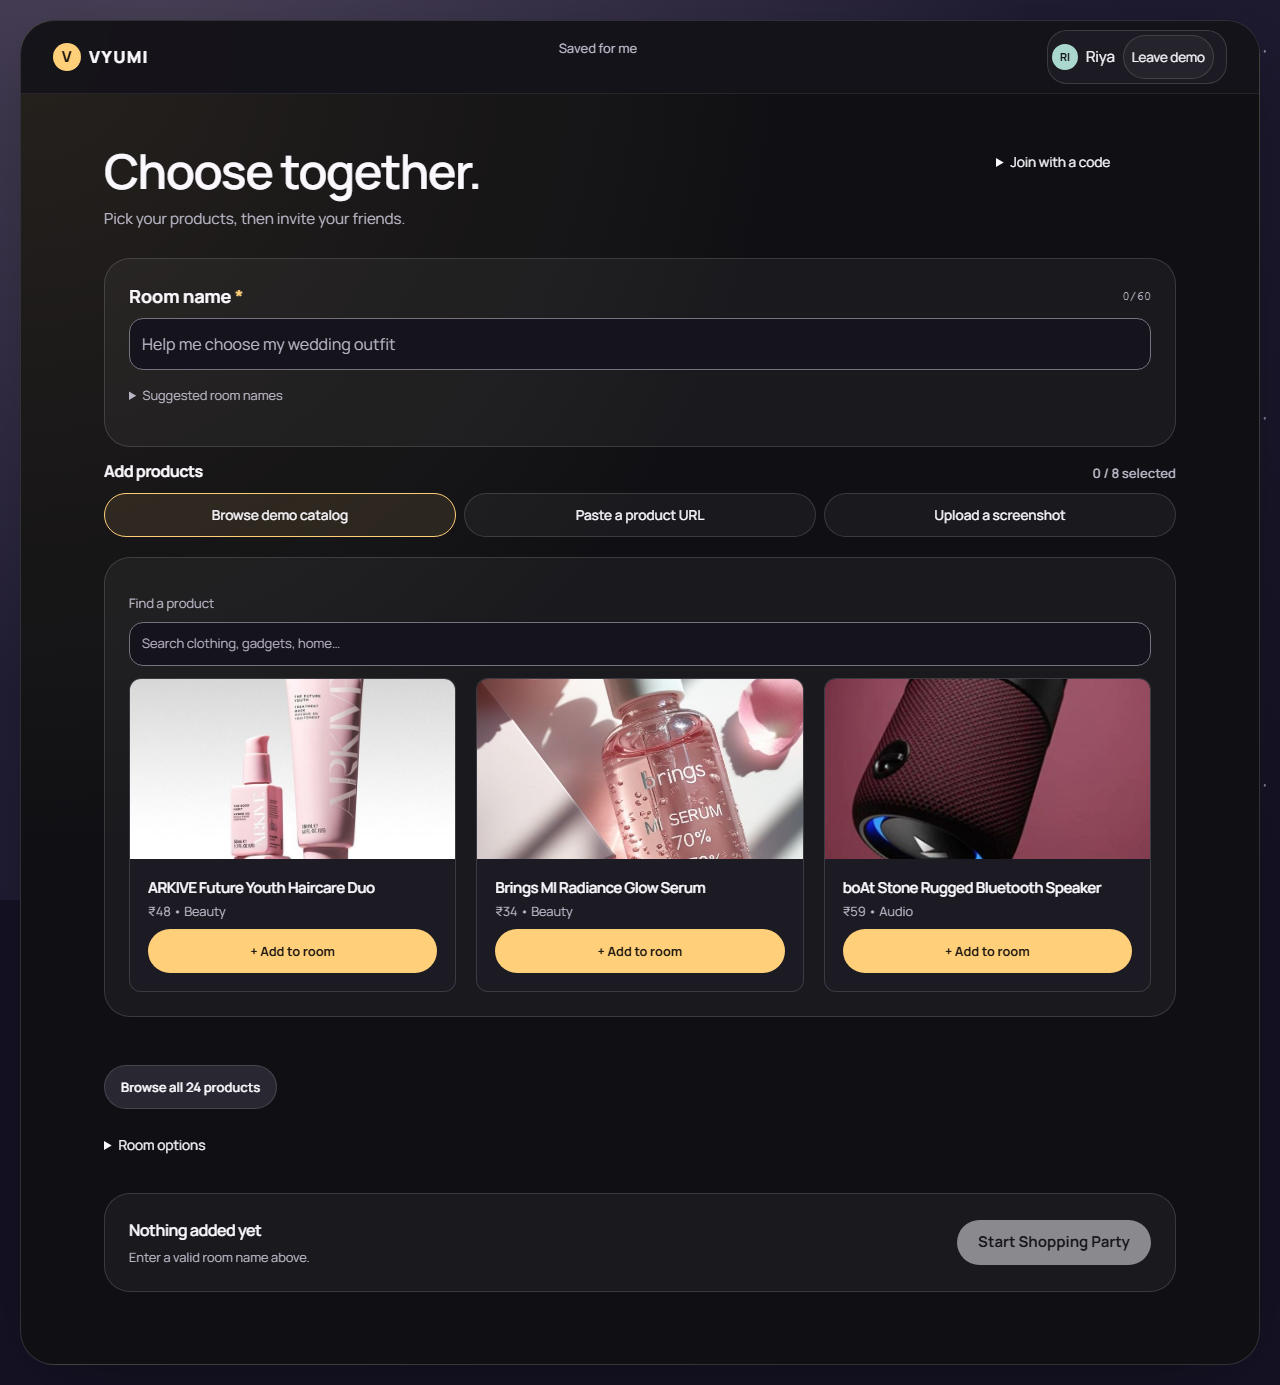 V VYUMI
Saved for me
RI Riya Leave demo
Choose together.
Join with a code
Pick your products, then invite your friends.
Room name *
0/60
Help me choose my wedding outfit
Suggested room names
Add products
0 / 8 selected
Browse demo catalog
Paste a product URL
Upload a screenshot
Find a product
Search clothing, gadgets, home...
ARKIVE
ARKIVE
brings
MI SERUM
70%
ARKIVE Future Youth Haircare Duo
₹48 • Beauty
+ Add to room
Brings MI Radiance Glow Serum
₹34 • Beauty
+ Add to room
boAt Stone Rugged Bluetooth Speaker
₹59 • Audio
+ Add to room
Browse all 24 products
Room options
Nothing added yet
Enter a valid room name above.
Start Shopping Party